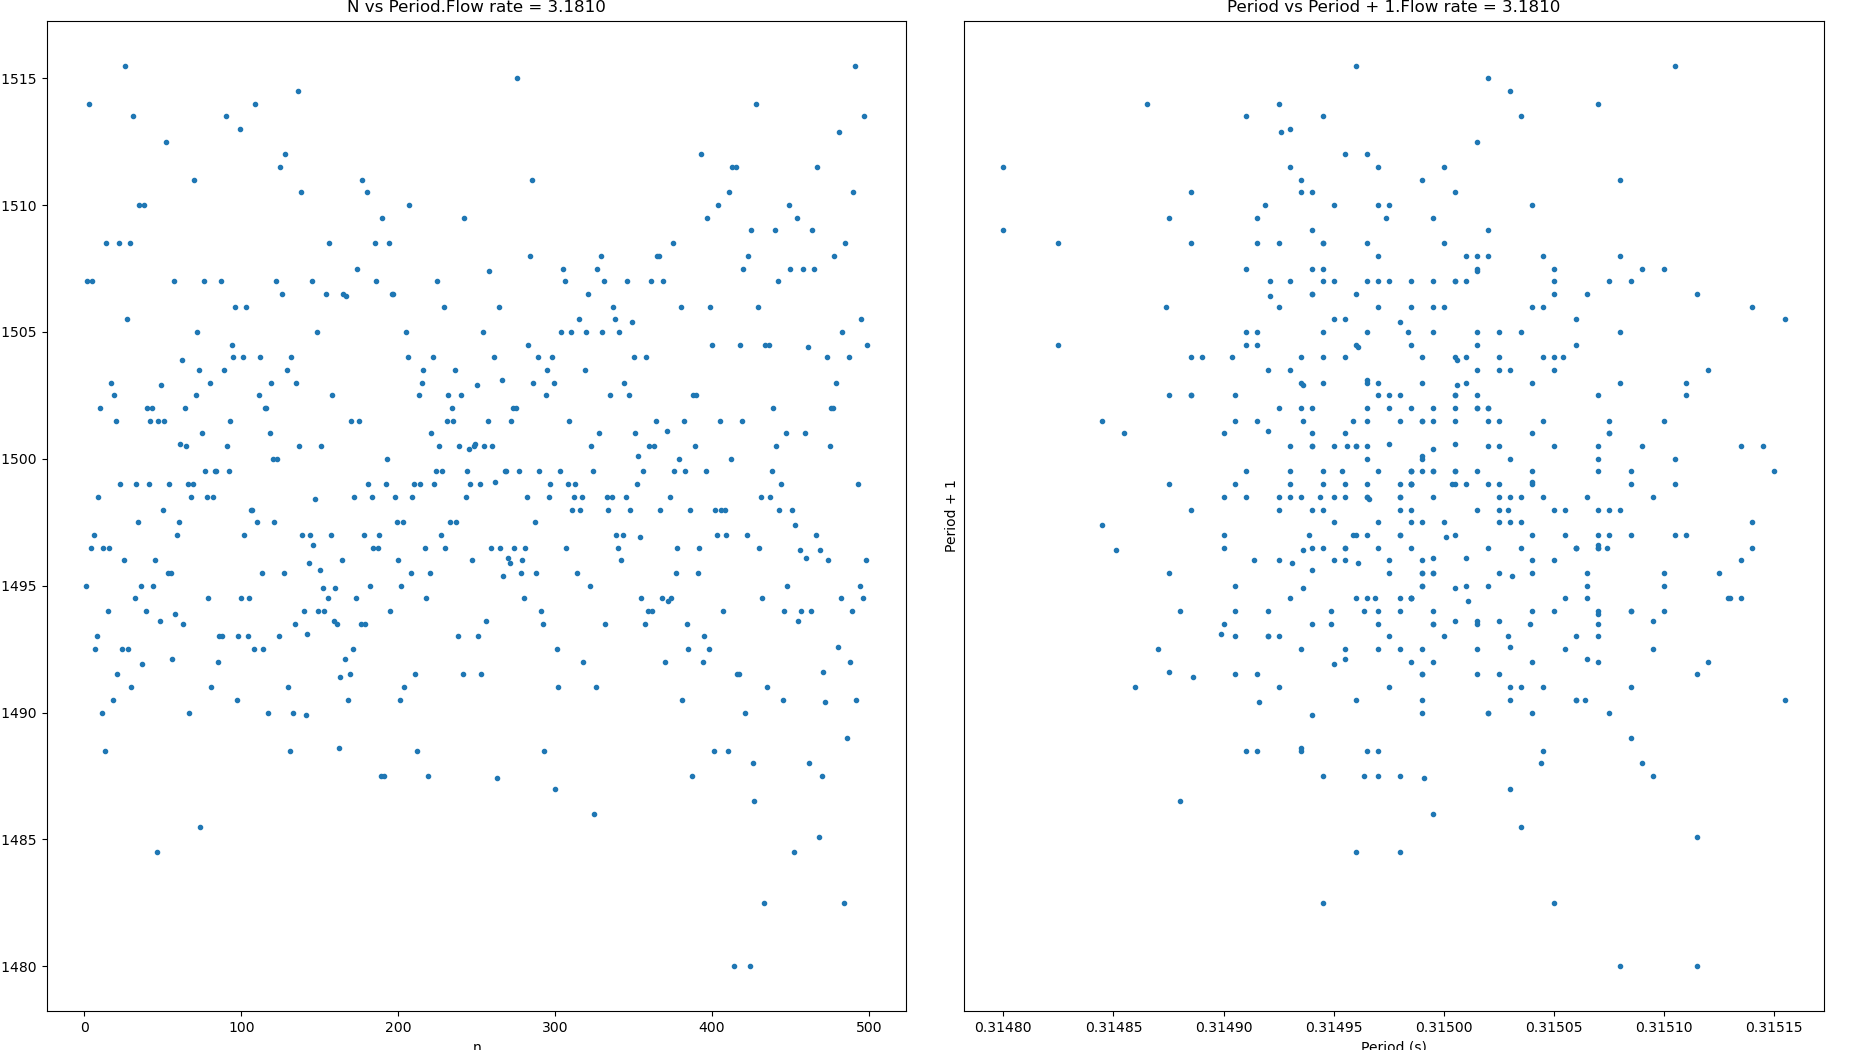 N vs Period.Flow rate = 3.1810
1515
1510
1505
1500
1495
1490
1485
1480
0 100 200 300 400 500
n
Period vs Period + 1.Flow rate = 3.1810
Period + 1
0.31480 0.31485 0.31490 0.31495 0.31500 0.31505 0.31510 0.31515
Period (s)